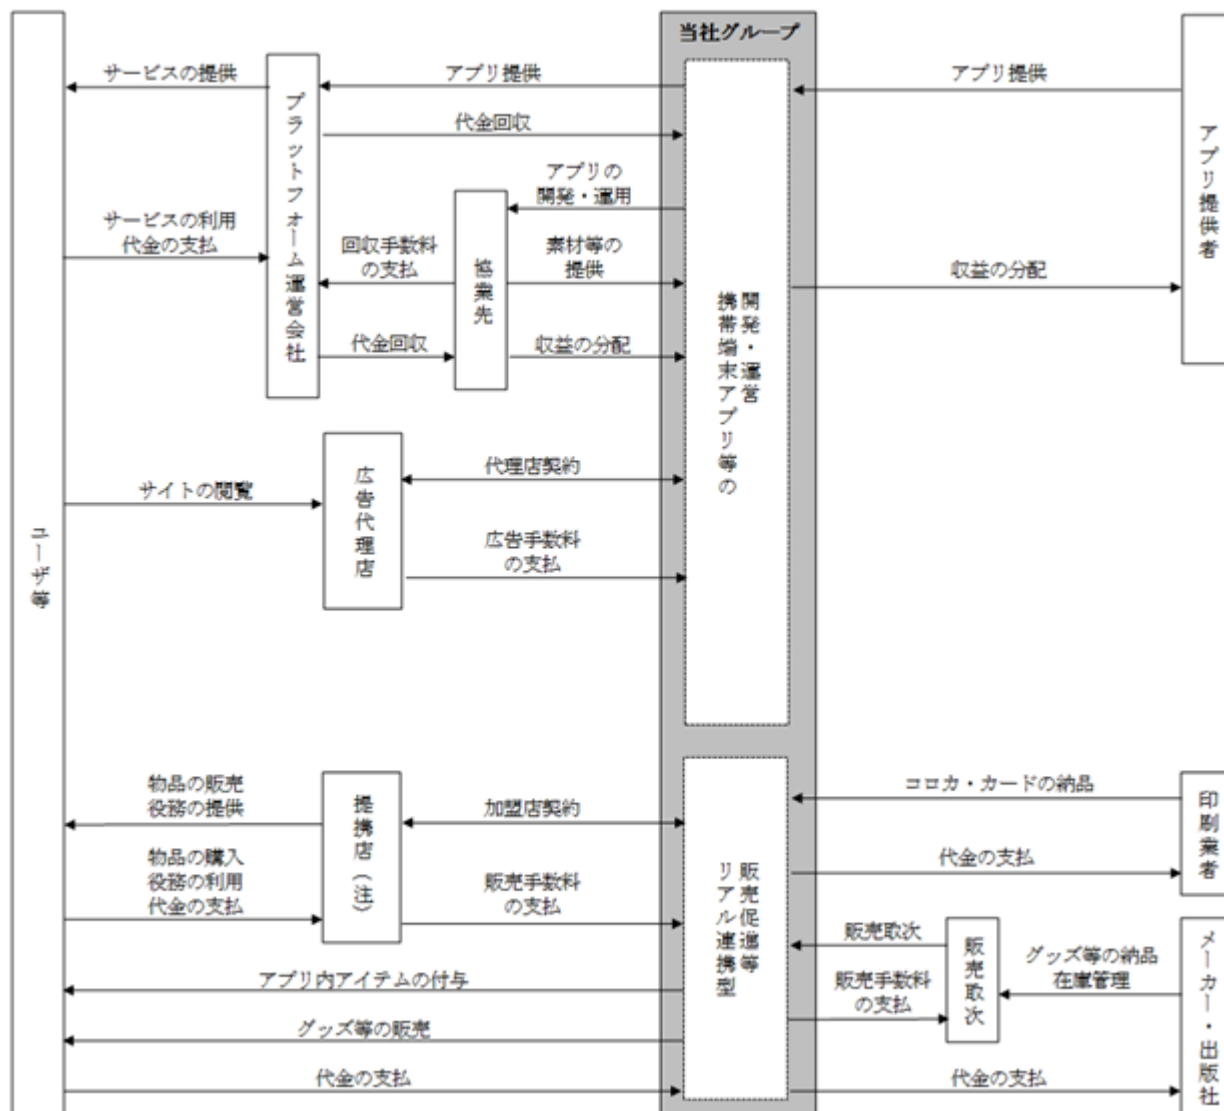 当社グループ
サービスの提供
アプリ提供
アプリ提供
代金回収
プラットフォーム運営会社
アプリの
開発・運用
アプリ提供者
サービスの利用
代金の支払
回収手数料
の支払
協業先
素材等の
提供
収益の分配
代金回収
収益の分配
携帯端末アプリ等の
開発・運営
代理店契約
サイトの閲覧
広告代理店
広告手数料
の支払
ユーザ等
物品の販売
役務の提供
提携店（注）
加盟店契約
コロカ・カードの納品
印刷業者
物品の購入
役務の利用
代金の支払
販売手数料
の支払
代金の支払
リアル連携型
販売促進等
販売取次
販売手数料
の支払
販売取次
グッズ等の納品
在庫管理
メーカー・出版社
アプリ内アイテムの付与
グッズ等の販売
代金の支払
代金の支払